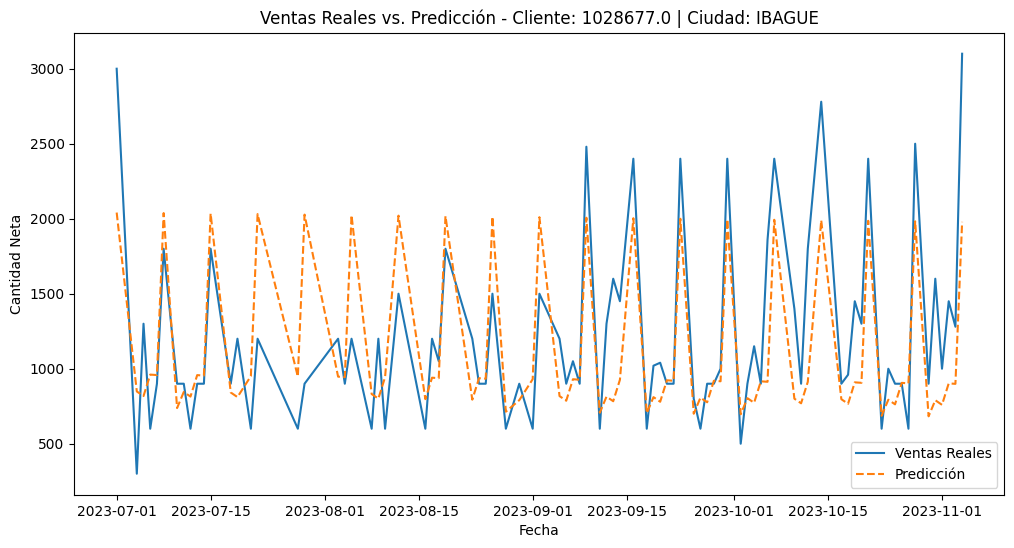 Ventas Reales vs. Predicción - Cliente: 1028677.0 | Ciudad: IBAGUE
Cantidad Neta
3000
2500
2000
1500
1000
500
Ventas Reales
Predicción
2023-07-01 2023-07-15 2023-08-01 2023-08-15 2023-09-01 2023-09-15 2023-10-01 2023-10-15 2023-11-01
Fecha